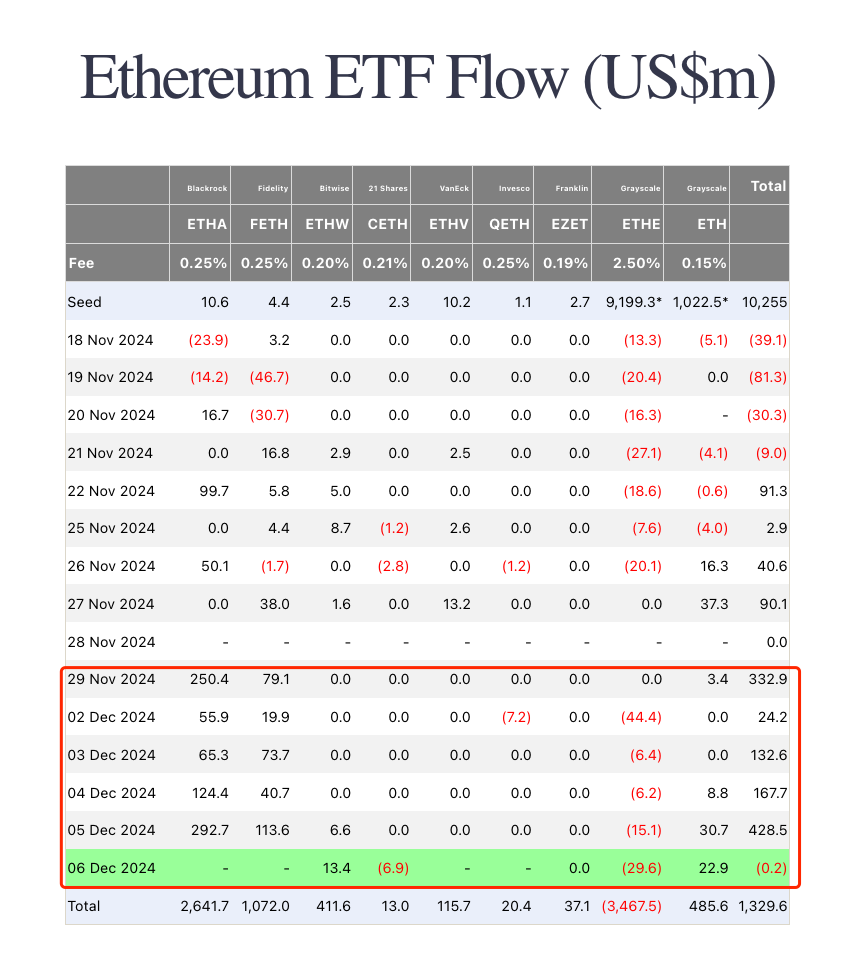 Ethereum ETF Flow (US$m)
Blackrock Fidelity Bitwise 21 Shares VanEck Invesco Franklin Grayscale Grayscale Total
ETHA FETH ETHW CETH ETHV QETH EZET ETHE ETH
Fee 0.25% 0.25% 0.20% 0.21% 0.20% 0.25% 0.19% 2.50% 0.15%
Seed 10.6 4.4 2.5 2.3 10.2 1.1 2.7 9,199.3* 1,022.5* 10,255
18 Nov 2024 (23.9) 3.2 0.0 0.0 0.0 0.0 0.0 (13.3) (5.1) (39.1)
19 Nov 2024 (14.2) (46.7) 0.0 0.0 0.0 0.0 0.0 (20.4) 0.0 (81.3)
20 Nov 2024 16.7 (30.7) 0.0 0.0 0.0 0.0 0.0 (16.3) - (30.3)
21 Nov 2024 0.0 16.8 2.9 0.0 2.5 0.0 0.0 (27.1) (4.1) (9.0)
22 Nov 2024 99.7 5.8 5.0 0.0 0.0 0.0 0.0 (18.6) (0.6) 91.3
25 Nov 2024 0.0 4.4 8.7 (1.2) 2.6 0.0 0.0 (7.6) (4.0) 2.9
26 Nov 2024 50.1 (1.7) 0.0 (2.8) 0.0 (1.2) 0.0 (20.1) 16.3 40.6
27 Nov 2024 0.0 38.0 1.6 0.0 13.2 0.0 0.0 0.0 37.3 90.1
28 Nov 2024 - - - - - - - - - 0.0
29 Nov 2024 250.4 79.1 0.0 0.0 0.0 0.0 0.0 0.0 3.4 332.9
02 Dec 2024 55.9 19.9 0.0 0.0 0.0 (7.2) 0.0 (44.4) 0.0 24.2
03 Dec 2024 65.3 73.7 0.0 0.0 0.0 0.0 0.0 (6.4) 0.0 132.6
04 Dec 2024 124.4 40.7 0.0 0.0 0.0 0.0 0.0 (6.2) 8.8 167.7
05 Dec 2024 292.7 113.6 6.6 0.0 0.0 0.0 0.0 (15.1) 30.7 428.5
06 Dec 2024 - - 13.4 (6.9) - - 0.0 (29.6) 22.9 (0.2)
Total 2,641.7 1,072.0 411.6 13.0 115.7 20.4 37.1 (3,467.5) 485.6 1,329.6